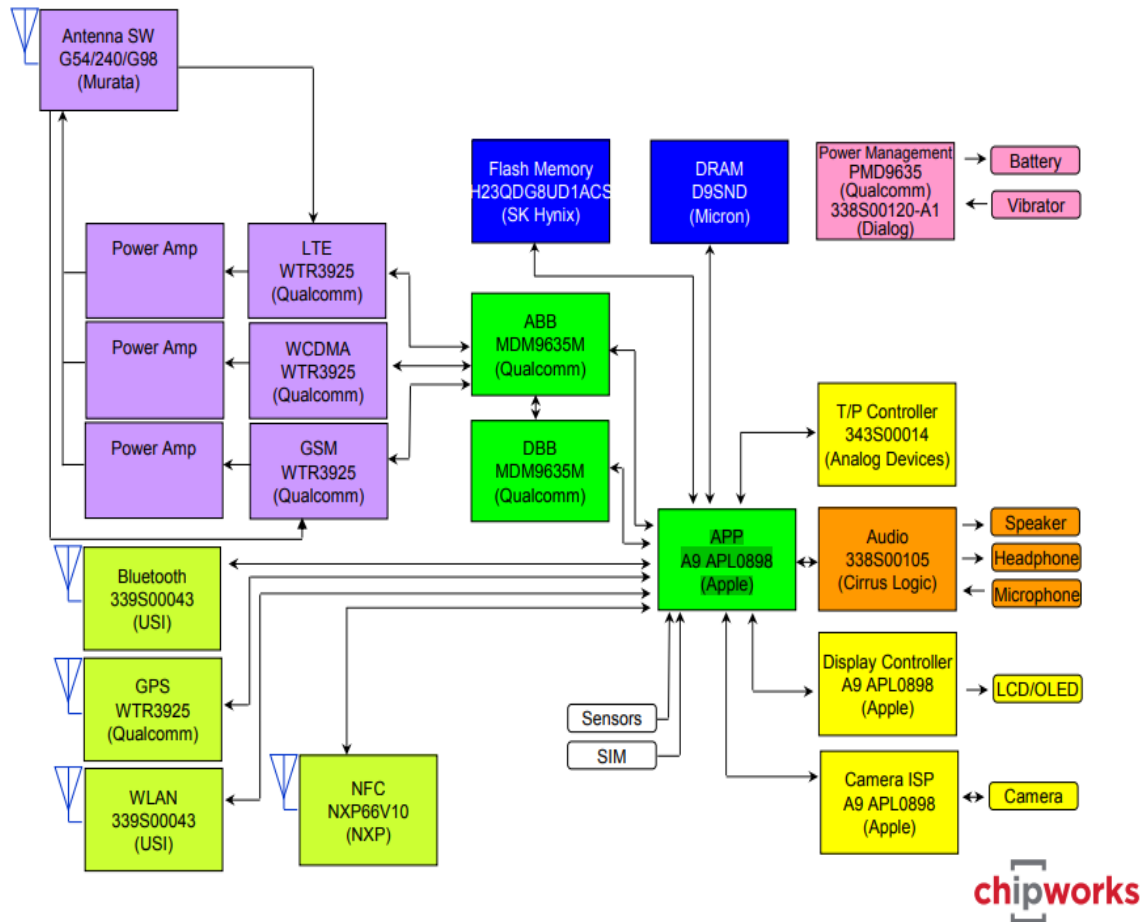 Antenna SW
G54/240/G98
(Murata)
Flash Memory
H23QDG8UD1ACS
(SK Hynix)
DRAM
D9SND
(Micron)
Power Management
PMD9635
(Qualcomm)
338S00120-A1
(Dialog)
Battery
Vibrator
Power Amp
LTE
WTR3925
(Qualcomm)
Power Amp
WCDMA
WTR3925
(Qualcomm)
Power Amp
GSM
WTR3925
(Qualcomm)
ABB
MDM9635M
(Qualcomm)
DBB
MDM9635M
(Qualcomm)
T/P Controller
343S00014
(Analog Devices)
APP
A9 APL0898
(Apple)
Audio
338S00105
(Cirrus Logic)
Speaker
Headphone
Microphone
Bluetooth
339S00043
(USI)
GPS
WTR3925
(Qualcomm)
WLAN
339S00043
(USI)
NFC
NXP66V10
(NXP)
Sensors
SIM
Display Controller
A9 APL0898
(Apple)
LCD/OLED
Camera ISP
A9 APL0898
(Apple)
Camera
chipworks